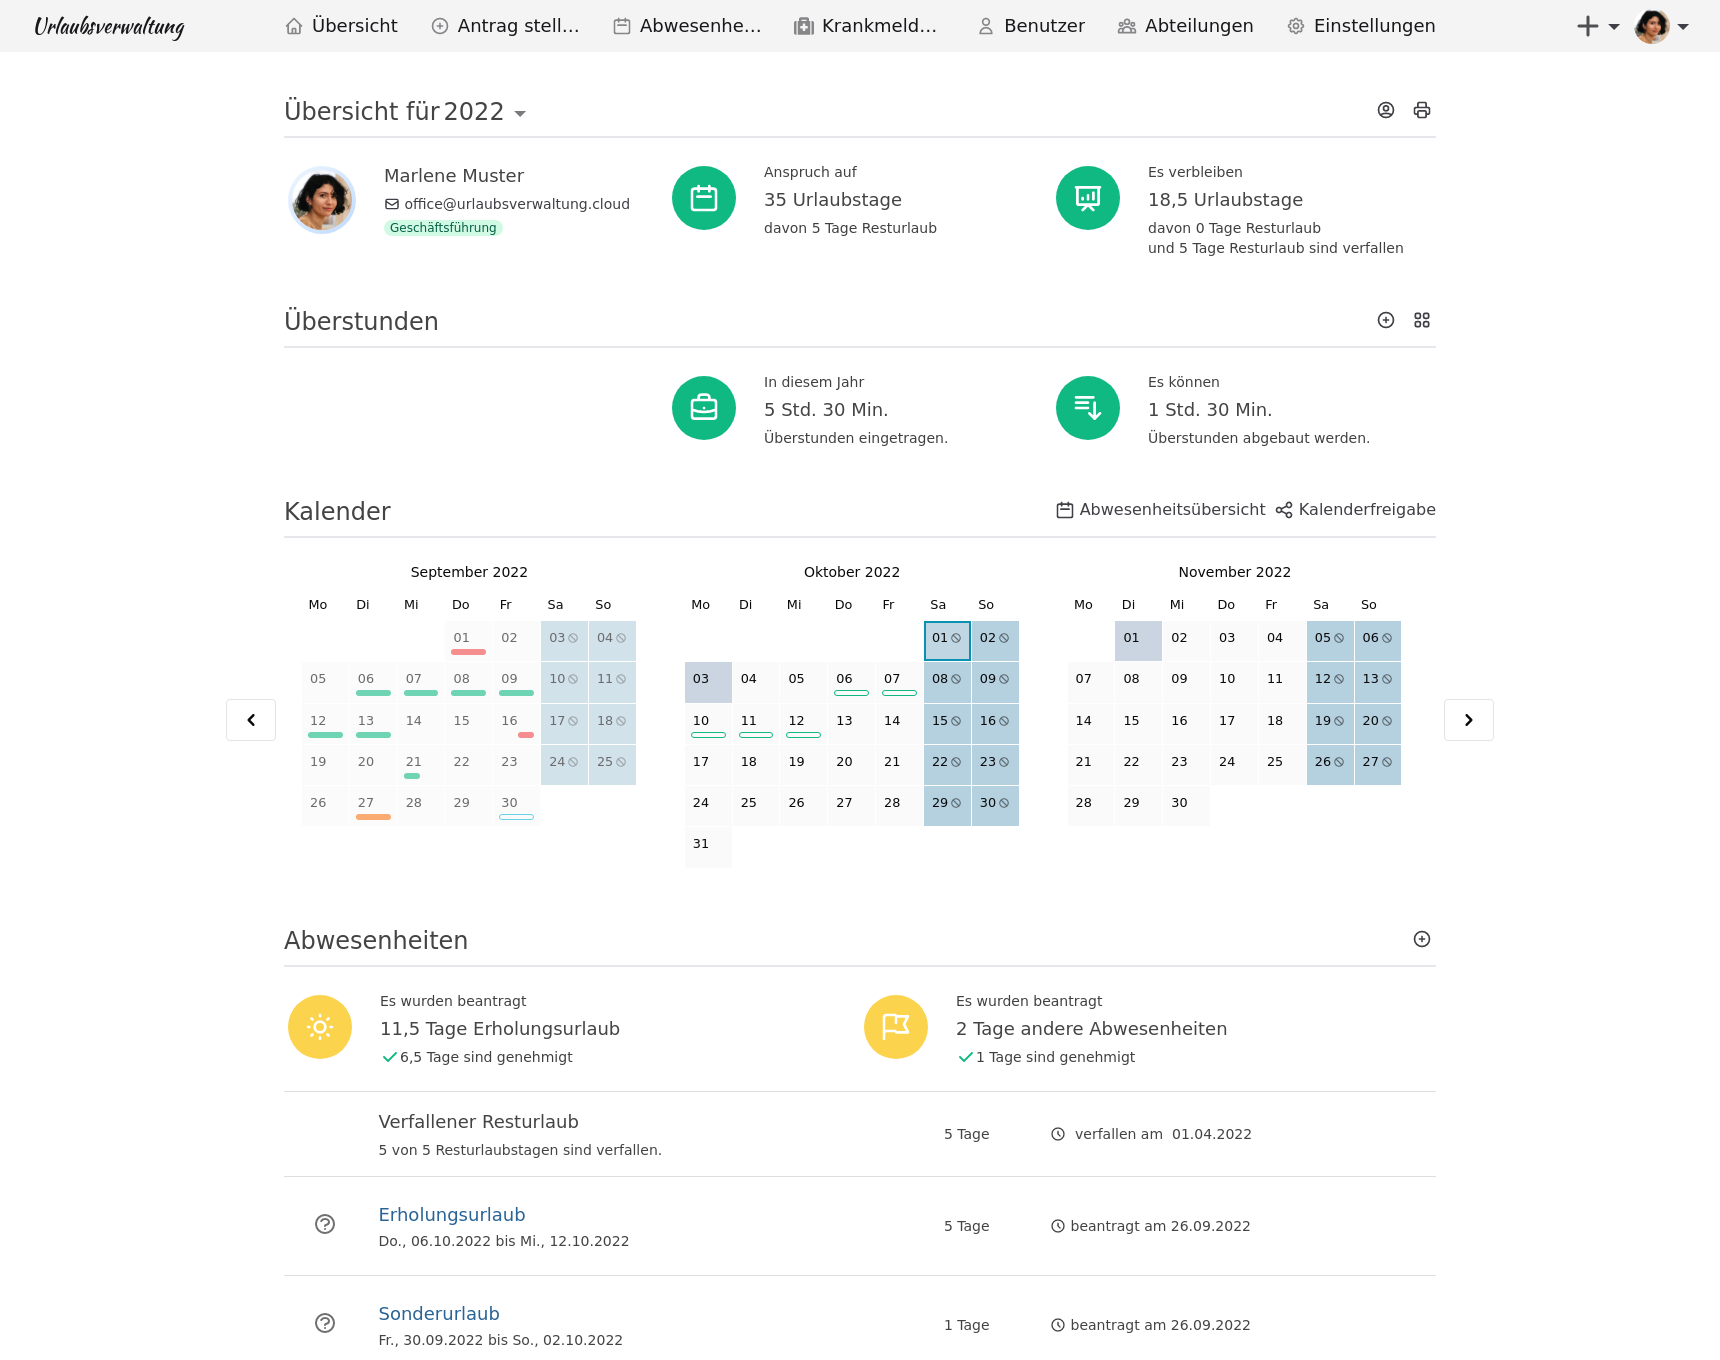 Urlaubsverwaltung Übersicht Antrag stell… Abwesenhe… Krankmeld… Benutzer Abteilungen Einstellungen
Übersicht für 2022
Marlene Muster
office@urlaubsverwaltung.cloud
Geschäftsführung
Anspruch auf
35 Urlaubstage
davon 5 Tage Resturlaub
Es verbleiben
18,5 Urlaubstage
davon 0 Tage Resturlaub
und 5 Tage Resturlaub sind verfallen
Überstunden
In diesem Jahr
5 Std. 30 Min.
Überstunden eingetragen.
Es können
1 Std. 30 Min.
Überstunden abgebaut werden.
Kalender Abwesenheitsübersicht Kalenderfreigabe
September 2022
Mo Di Mi Do Fr Sa So
01 02 03 04
05 06 07 08 09 10 11
12 13 14 15 16 17 18
19 20 21 22 23 24 25
26 27 28 29 30
Oktober 2022
Mo Di Mi Do Fr Sa So
01 02
03 04 05 06 07 08 09
10 11 12 13 14 15 16
17 18 19 20 21 22 23
24 25 26 27 28 29 30
31
November 2022
Mo Di Mi Do Fr Sa So
01 02 03 04 05 06
07 08 09 10 11 12 13
14 15 16 17 18 19 20
21 22 23 24 25 26 27
28 29 30
Abwesenheiten
Es wurden beantragt
11,5 Tage Erholungsurlaub
6,5 Tage sind genehmigt
Es wurden beantragt
2 Tage andere Abwesenheiten
1 Tage sind genehmigt
Verfallener Resturlaub
5 von 5 Resturlaubstagen sind verfallen.
5 Tage verfallen am 01.04.2022
Erholungsurlaub
Do., 06.10.2022 bis Mi., 12.10.2022
5 Tage beantragt am 26.09.2022
Sonderurlaub
Fr., 30.09.2022 bis So., 02.10.2022
1 Tage beantragt am 26.09.2022